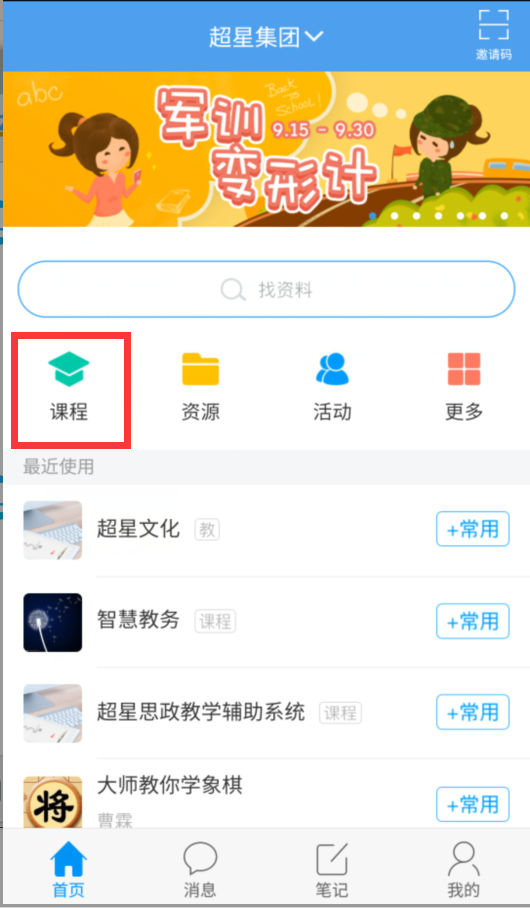 超星集团
邀请码
abc
Back to School!
军训
9.15 - 9.30
变形计
找资料
课程
资源
活动
更多
最近使用
超星文化 教
+常用
智慧教务 课程
+常用
超星思政教学辅助系统 课程
+常用
大师教你学象棋
曹霖
+常用
将
首页
消息
笔记
我的